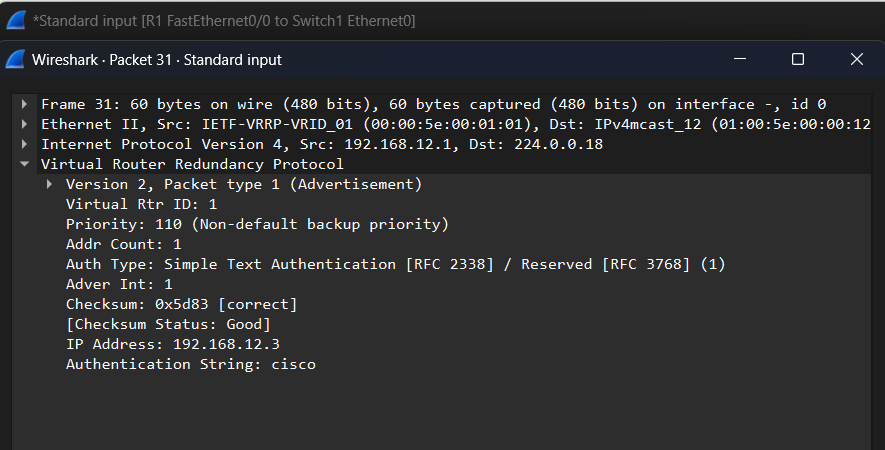 *Standard input [R1 FastEthernet0/0 to Switch1 Ethernet0]
Wireshark · Packet 31 · Standard input
Frame 31: 60 bytes on wire (480 bits), 60 bytes captured (480 bits) on interface -, id 0
Ethernet II, Src: IETF-VRRP-VRID_01 (00:00:5e:00:01:01), Dst: IPv4mcast_12 (01:00:5e:00:00:12
Internet Protocol Version 4, Src: 192.168.12.1, Dst: 224.0.0.18
Virtual Router Redundancy Protocol
Version 2, Packet type 1 (Advertisement)
Virtual Rtr ID: 1
Priority: 110 (Non-default backup priority)
Addr Count: 1
Auth Type: Simple Text Authentication [RFC 2338] / Reserved [RFC 3768] (1)
Adver Int: 1
Checksum: 0x5d83 [correct]
[Checksum Status: Good]
IP Address: 192.168.12.3
Authentication String: cisco